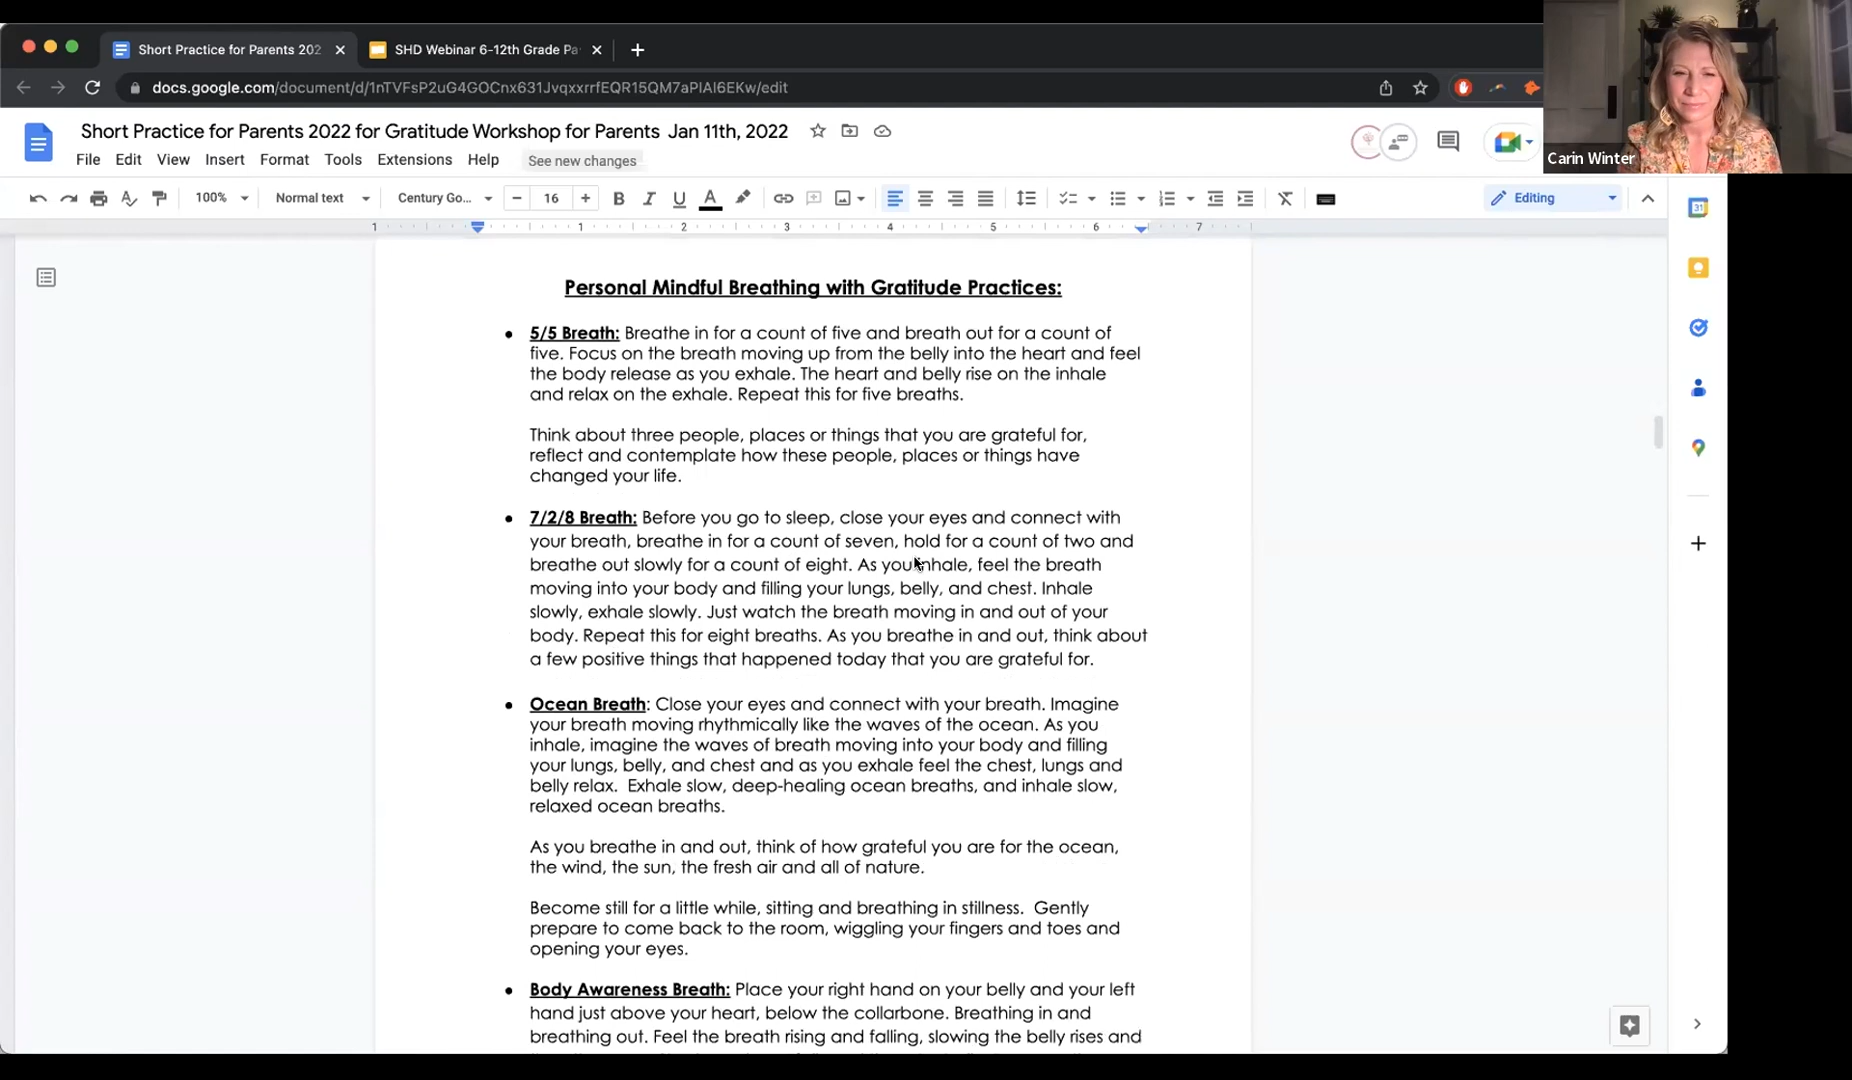 Short Practice for Parents 202
SHD Webinar 6-12th Grade Pa
docs.google.com/document/d/1nTVFsP2uG4GOCnx631JvqxxrrfEQR15QM7aPIAI6EKw/edit
Carin Winter
Short Practice for Parents 2022 for Gratitude Workshop for Parents Jan 11th, 2022
File Edit View Insert Format Tools Extensions Help See new changes
100% Normal text Century Go... 16 B I U A Editing
1 1 2 3 4 5 6 7
31
Personal Mindful Breathing with Gratitude Practices:
● 5/5 Breath: Breathe in for a count of five and breath out for a count of
five. Focus on the breath moving up from the belly into the heart and feel
the body release as you exhale. The heart and belly rise on the inhale
and relax on the exhale. Repeat this for five breaths.
Think about three people, places or things that you are grateful for,
reflect and contemplate how these people, places or things have
changed your life.
● 7/2/8 Breath: Before you go to sleep, close your eyes and connect with
your breath, breathe in for a count of seven, hold for a count of two and
breathe out slowly for a count of eight. As you inhale, feel the breath
moving into your body and filling your lungs, belly, and chest. Inhale
slowly, exhale slowly. Just watch the breath moving in and out of your
body. Repeat this for eight breaths. As you breathe in and out, think about
a few positive things that happened today that you are grateful for.
● Ocean Breath: Close your eyes and connect with your breath. Imagine
your breath moving rhythmically like the waves of the ocean. As you
inhale, imagine the waves of breath moving into your body and filling
your lungs, belly, and chest and as you exhale feel the chest, lungs and
belly relax. Exhale slow, deep-healing ocean breaths, and inhale slow,
relaxed ocean breaths.
As you breathe in and out, think of how grateful you are for the ocean,
the wind, the sun, the fresh air and all of nature.
Become still for a little while, sitting and breathing in stillness. Gently
prepare to come back to the room, wiggling your fingers and toes and
opening your eyes.
● Body Awareness Breath: Place your right hand on your belly and your left
hand just above your heart, below the collarbone. Breathing in and
breathing out. Feel the breath rising and falling, slowing the belly rises and